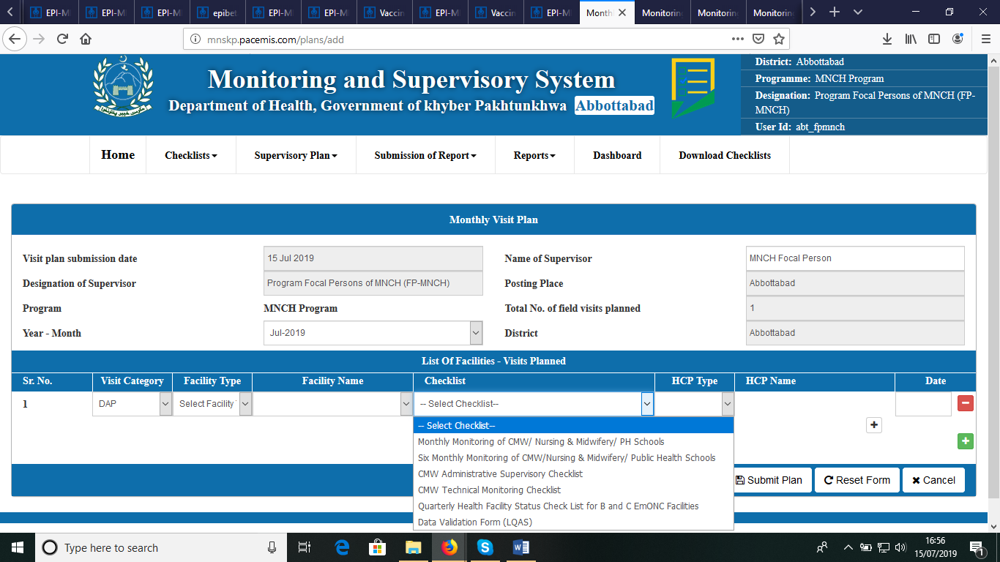 EPI-MI
EPI-MI
EPI-MI
epibet
EPI-MI
EPI-MI
Vaccin
EPI-MI
Vaccin
EPI-MI
Month
Monitoring
Monitorin
Monitoring
mnskp.pacemis.com/plans/add
Monitoring and Supervisory System
Department of Health, Government of khyber Pakhtunkhwa Abbottabad
District: Abbottabad
Programme: MNCH Program
Designation: Program Focal Persons of MNCH (FP-
MNCH)
User Id: abt_fpmnch
Home Checklists Supervisory Plan Submission of Report Reports Dashboard Download Checklists
Monthly Visit Plan
Visit plan submission date 15 Jul 2019 Name of Supervisor MNCH Focal Person
Designation of Supervisor Program Focal Persons of MNCH (FP-MNCH) Posting Place Abbottabad
Program MNCH Program Total No. of field visits planned 1
Year - Month Jul-2019 District Abbottabad
List Of Facilities - Visits Planned
Sr. No. Visit Category Facility Type Facility Name Checklist HCP Type HCP Name Date
1 DAP Select Facility -- Select Checklist--
-- Select Checklist--
Monthly Monitoring of CMW/ Nursing & Midwifery/ PH Schools
Six Monthly Monitoring of CMW/Nursing & Midwifery/ Public Health Schools
CMW Administrative Supervisory Checklist
CMW Technical Monitoring Checklist
Quarterly Health Facility Status Check List for B and C EmONC Facilities
Data Validation Form (LQAS)
Submit Plan Reset Form Cancel
Type here to search
16:56
15/07/2019
1